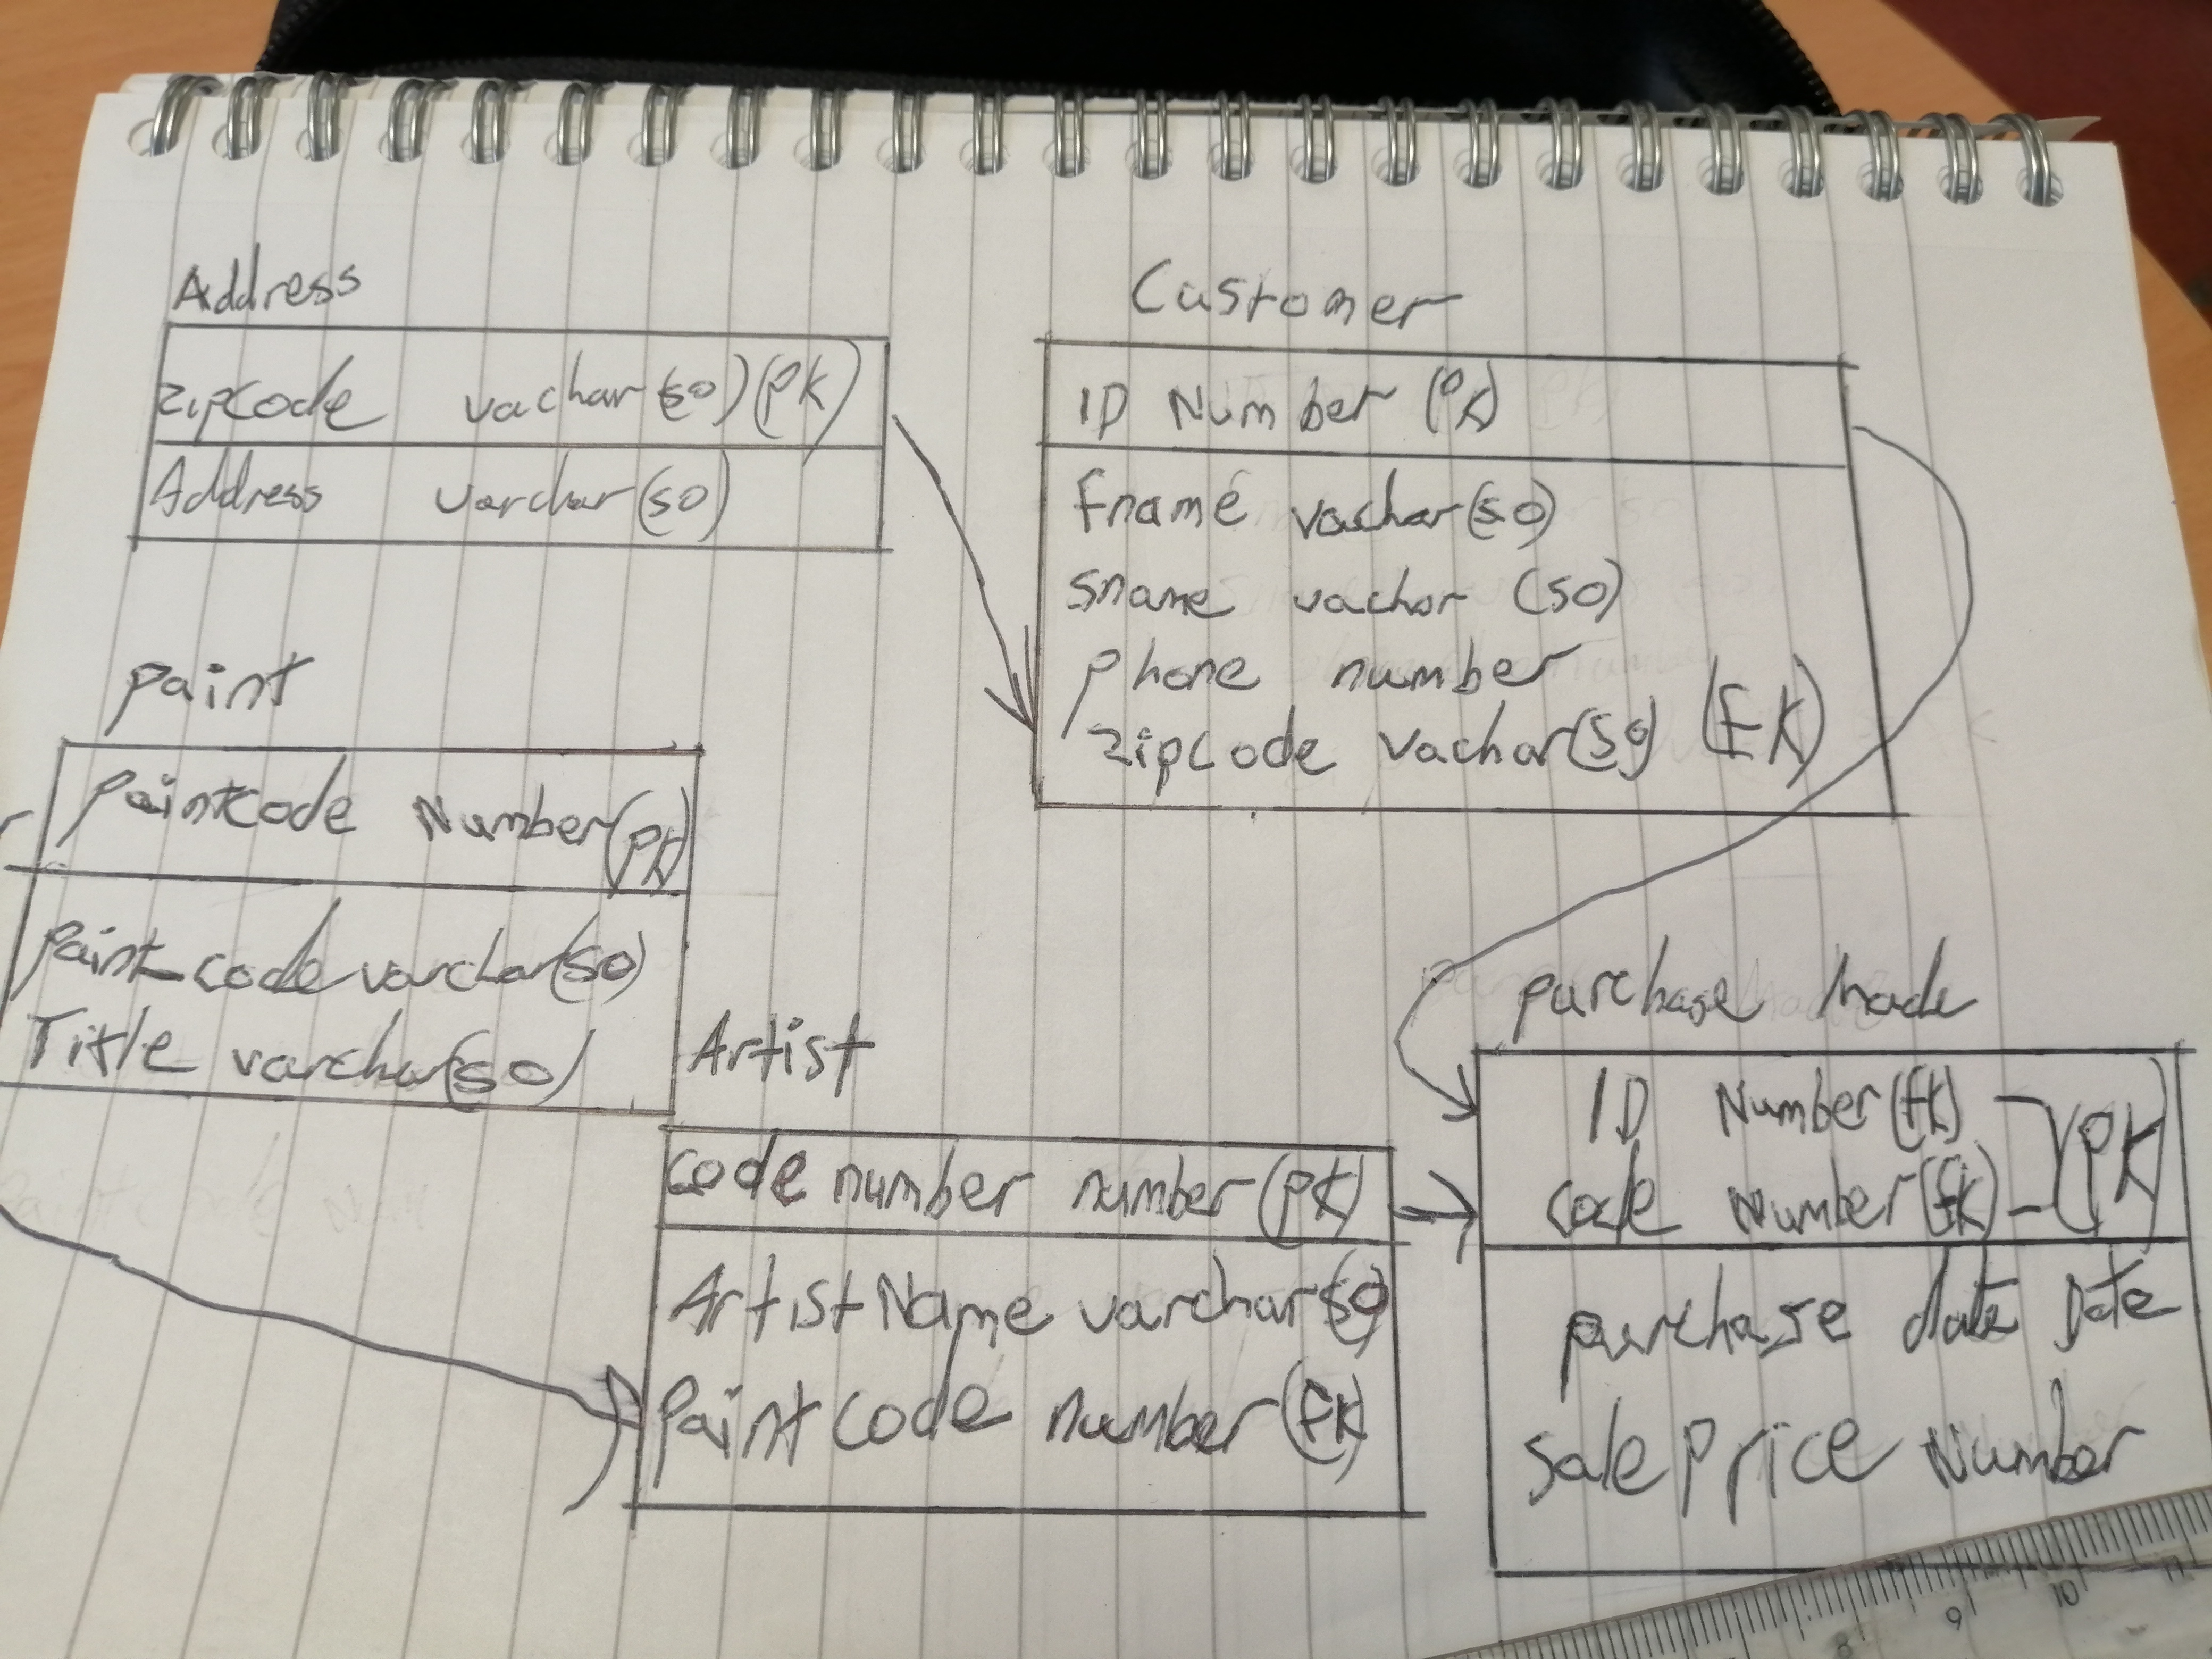 Address
zipcode vachar(50)(PK)
Address varchar(50)
Customer
ID Number (PK)
Fname vachar(50)
Sname vachar (50)
phone number
zipcode vachar(50) (FK)
paint
paintcode Number(PK)
paint_code varchar(50)
Title varchar(50)
Artist
code number number(PK)
Artist Name varchar(50
Paint code number(FK)
purchase made
ID Number(FK)
code Number(FK) (PK)
purchase date Date
Sale Price Number
8 9 10 11